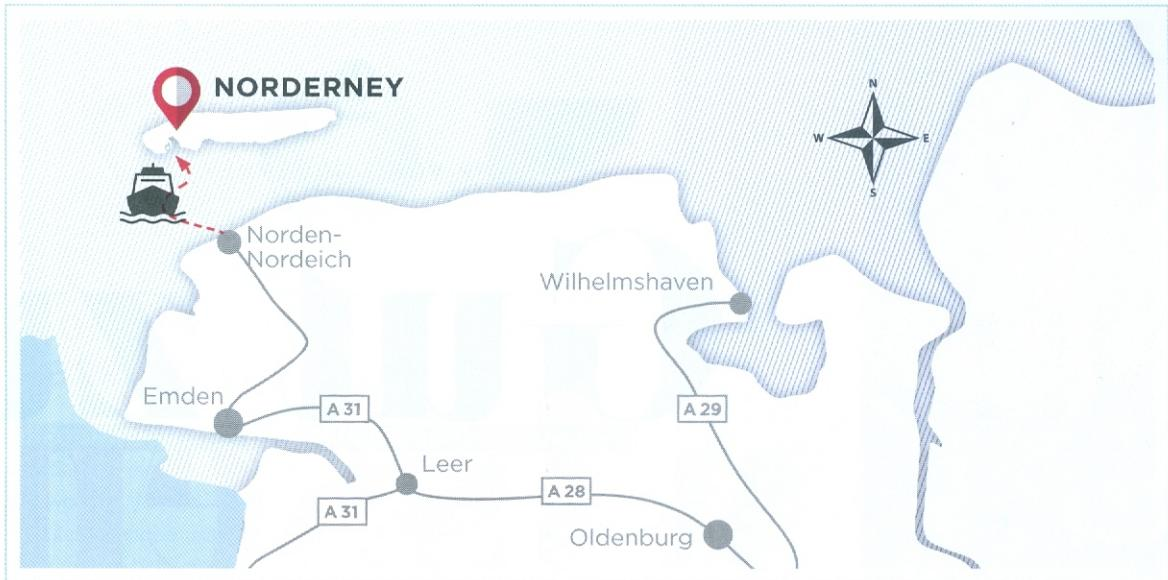 NORDERNEY
N
W
E
S
Norden-
Nordeich
Wilhelmshaven
Emden
A 31
A 29
Leer
A 28
A 31
Oldenburg